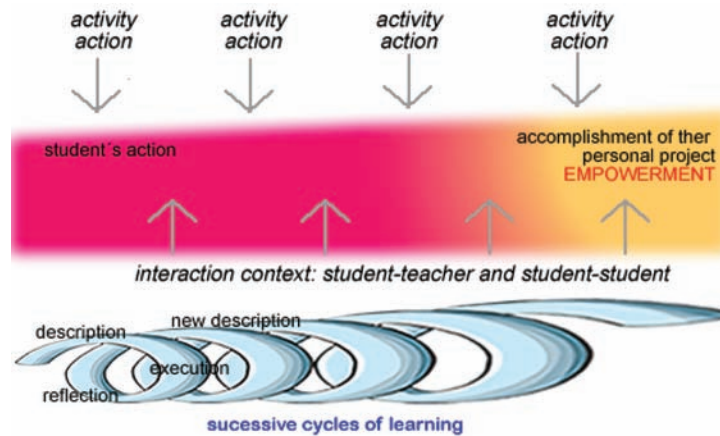 activity
action
activity
action
activity
action
activity
action
student´s action
accomplishment of ther
personal project
EMPOWERMENT
interaction context: student-teacher and student-student
description
new description
execution
reflection
sucessive cycles of learning